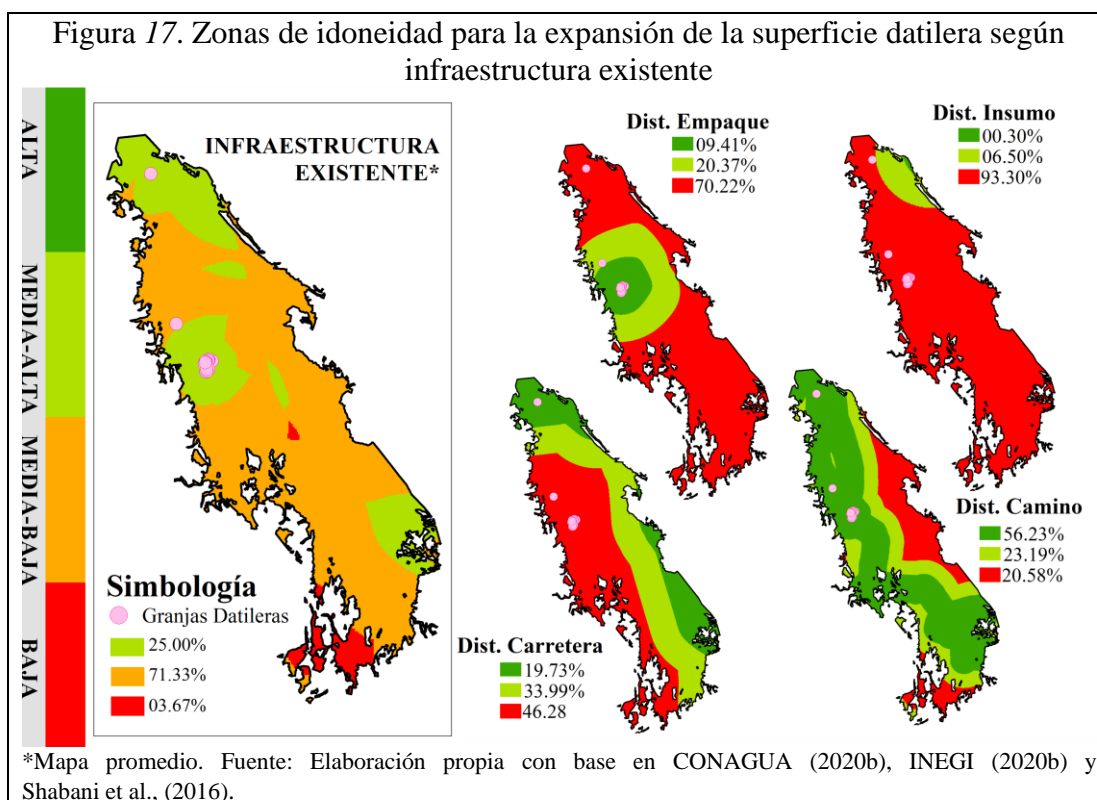 Figura 17. Zonas de idoneidad para la expansión de la superficie datilera según
infraestructura existente
ALTA
MEDIA-ALTA
MEDIA-BAJA
BAJA
INFRAESTRUCTURA
EXISTENTE*
Simbología
Granjas Datileras
25.00%
71.33%
03.67%
Dist. Empaque
09.41%
20.37%
70.22%
Dist. Insumo
00.30%
06.50%
93.30%
Dist. Carretera
19.73%
33.99%
46.28
Dist. Camino
56.23%
23.19%
20.58%
*Mapa promedio. Fuente: Elaboración propia con base en CONAGUA (2020b), INEGI (2020b) y
Shabani et al., (2016).